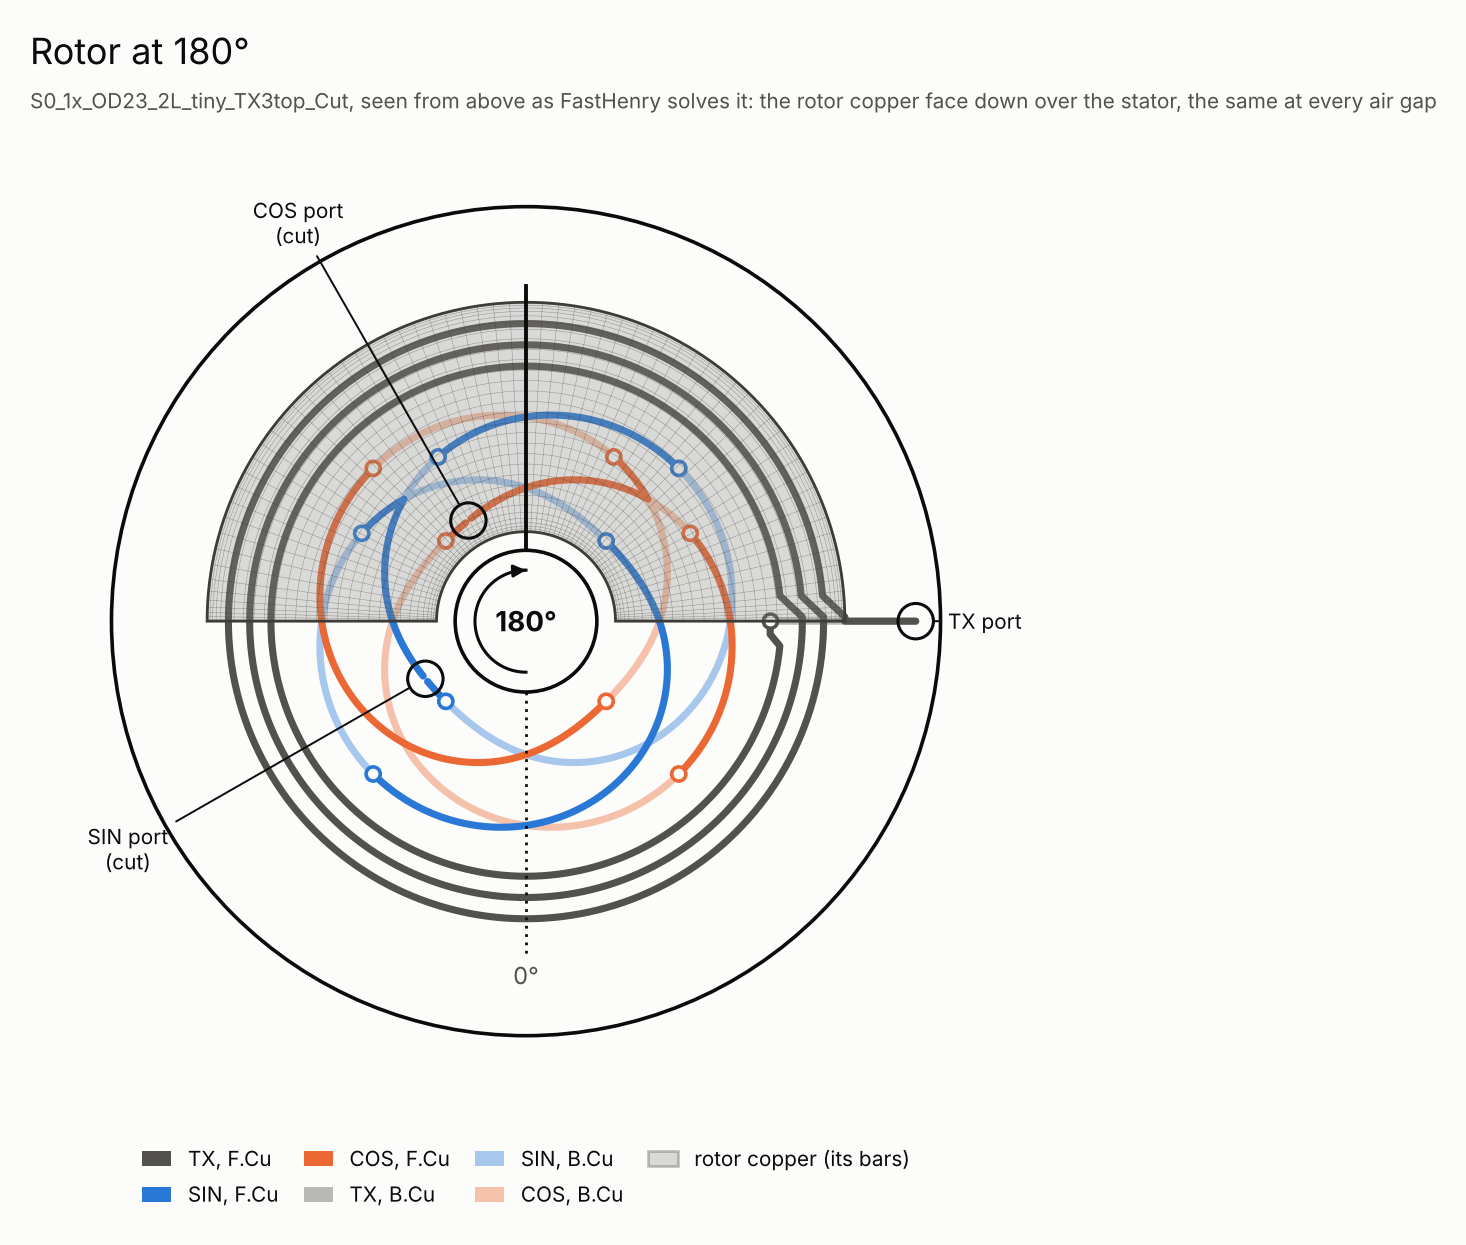 Rotor at 180°
S0_1x_OD23_2L_tiny_TX3top_Cut, seen from above as FastHenry solves it: the rotor copper face down over the stator, the same at every air gap
COS port
(cut)
180°
TX port
SIN port
(cut)
0°
TX, F.Cu
COS, F.Cu
SIN, B.Cu
rotor copper (its bars)
SIN, F.Cu
TX, B.Cu
COS, B.Cu